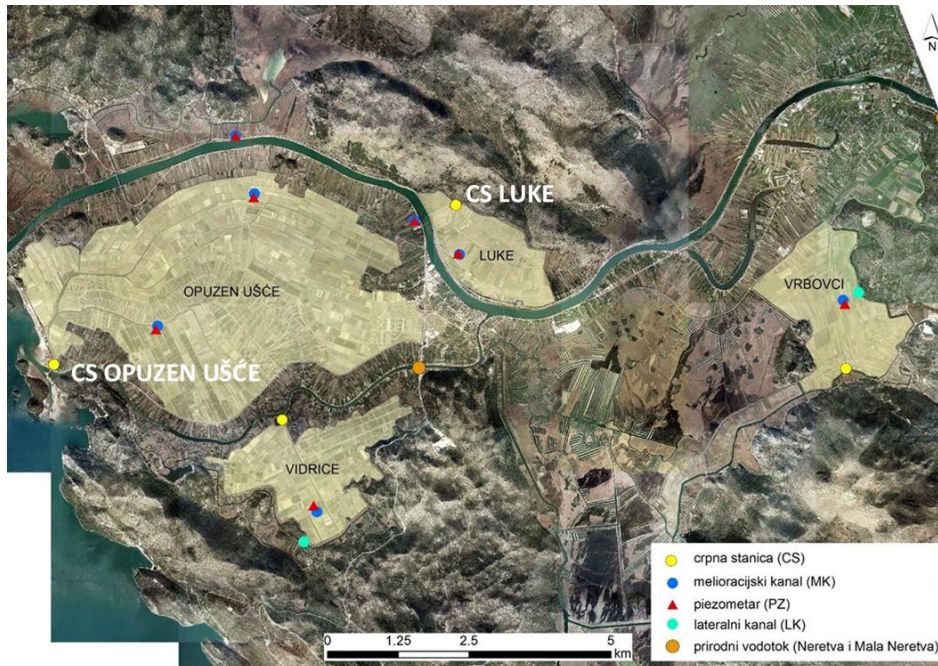 N
CS LUKE
LUKE
OPUZEN UŠĆE
VRBOVCI
CS OPUZEN UŠĆE
VIDRICE
crpna stanica (CS)
melioracijski kanal (MK)
piezometar (PZ)
lateralni kanal (LK)
prirodni vodotok (Neretva i Mala Neretva)
0 1.25 2.5 5
km